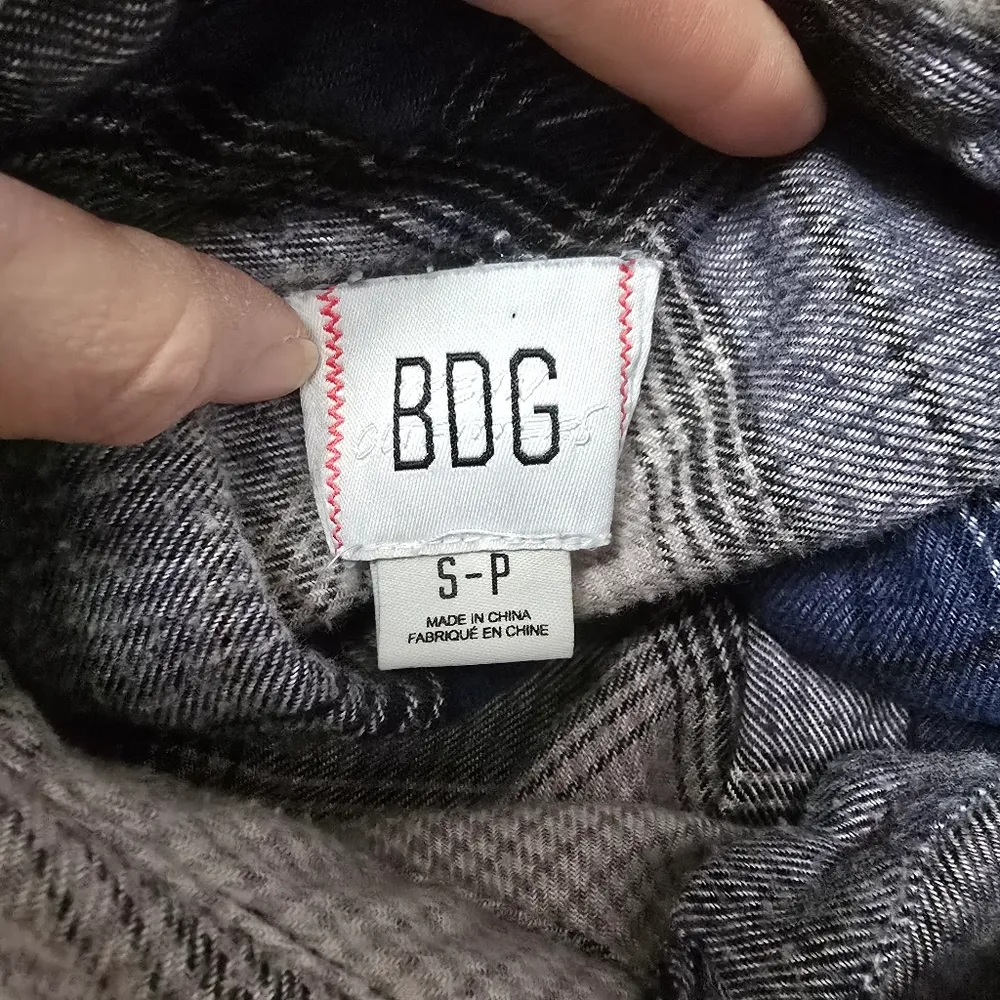 BDG
S-P
MADE IN CHINA
FABRIQUÉ EN CHINE